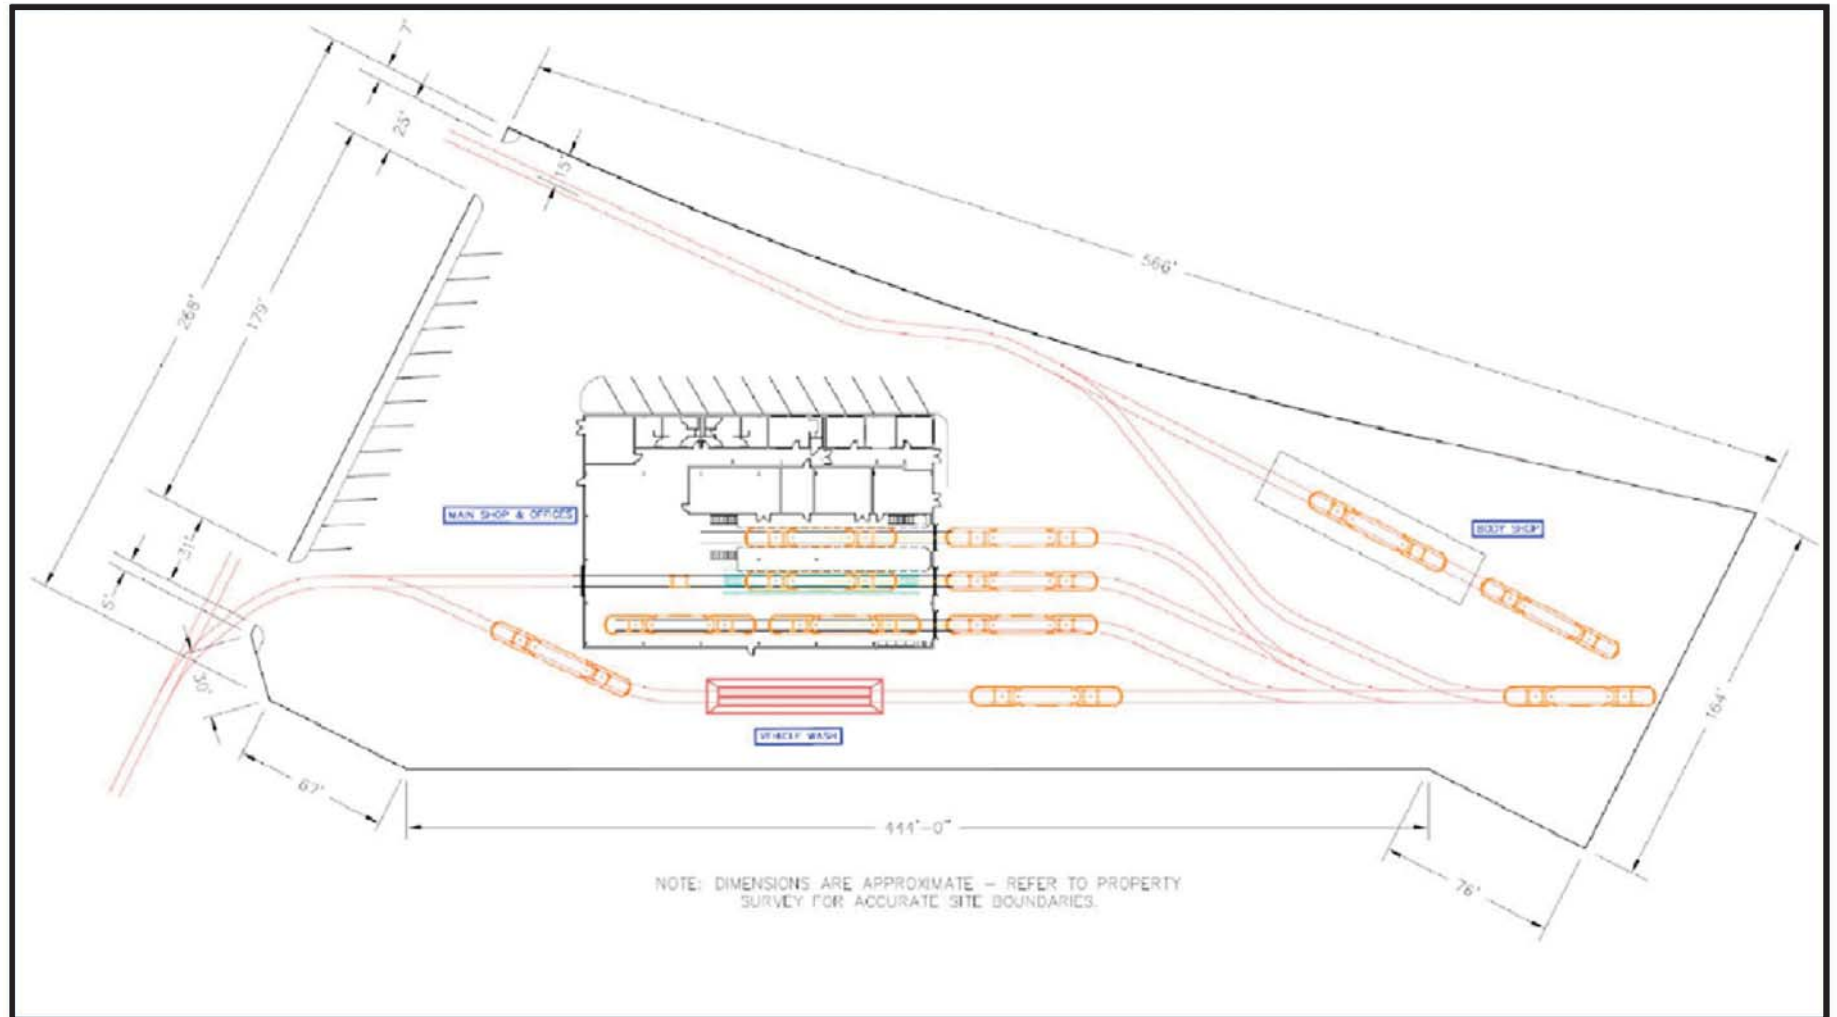 7'
25'
15'
566'
268'
179'
MAIN SHOP & OFFICES
BODY SHOP
31'
5'
30'
164'
VEHICLE WASH
67'
444'-0"
76'
NOTE: DIMENSIONS ARE APPROXIMATE – REFER TO PROPERTY
SURVEY FOR ACCURATE SITE BOUNDARIES.